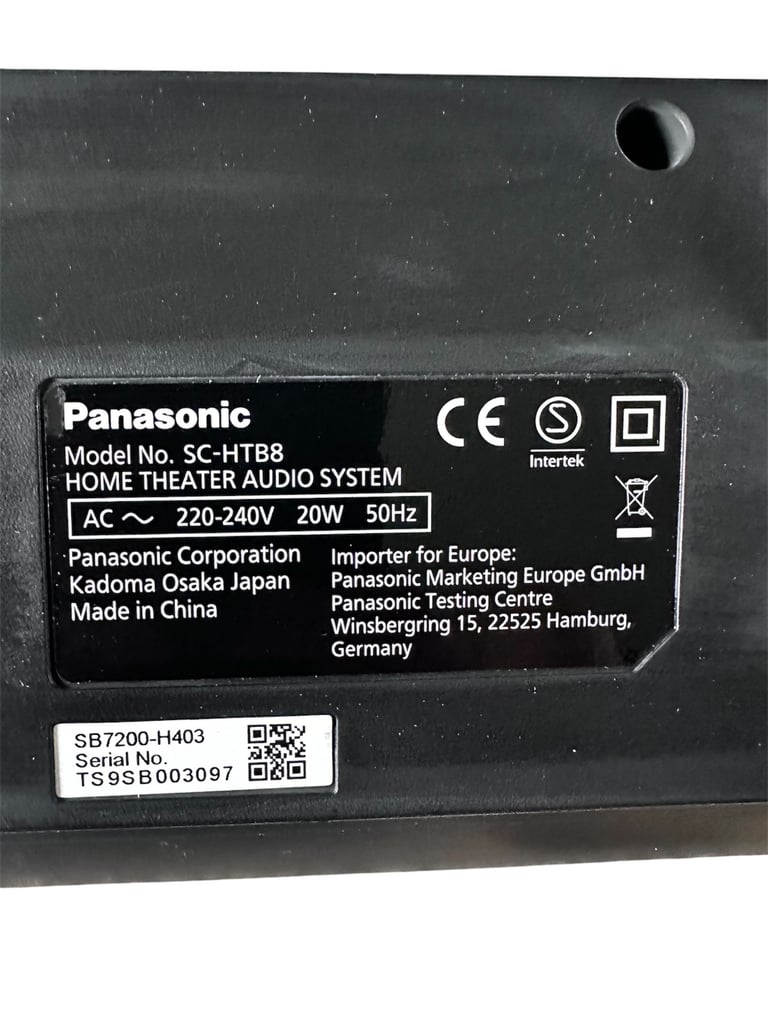 Panasonic
Model No. SC-HTB8
HOME THEATER AUDIO SYSTEM
AC ～ 220-240V 20W 50Hz
Panasonic Corporation
Kadoma Osaka Japan
Made in China
CE
S
Intertek
Importer for Europe:
Panasonic Marketing Europe GmbH
Panasonic Testing Centre
Winsbergring 15, 22525 Hamburg,
Germany
SB7200-H403
Serial No.
TS9SB003097